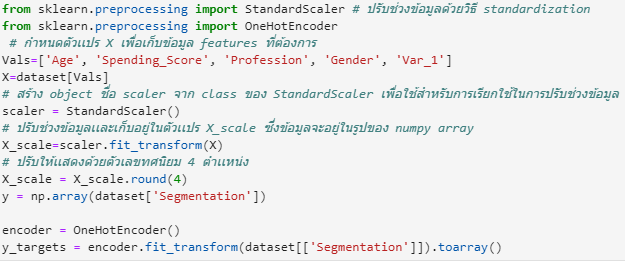 from sklearn.preprocessing import StandardScaler # ปรับช่วงข้อมูลด้วยวิธี standardization
from sklearn.preprocessing import OneHotEncoder
# กำหนดตัวแปร X เพื่อเก็บข้อมูล features ที่ต้องการ
Vals=['Age', 'Spending_Score', 'Profession', 'Gender', 'Var_1']
X=dataset[Vals]
# สร้าง object ชื่อ scaler จาก class ของ StandardScaler เพื่อใช้สำหรับการเรียกใช้ในการปรับช่วงข้อมูล
scaler = StandardScaler()
# ปรับช่วงข้อมูลและเก็บอยู่ในตัวแปร X_scale ซึ่งข้อมูลจะอยู่ในรูปของ numpy array
X_scale=scaler.fit_transform(X)
# ปรับให้แสดงด้วยตัวเลขทศนิยม 4 ตำแหน่ง
X_scale = X_scale.round(4)
y = np.array(dataset['Segmentation'])
encoder = OneHotEncoder()
y_targets = encoder.fit_transform(dataset[['Segmentation']]).toarray()